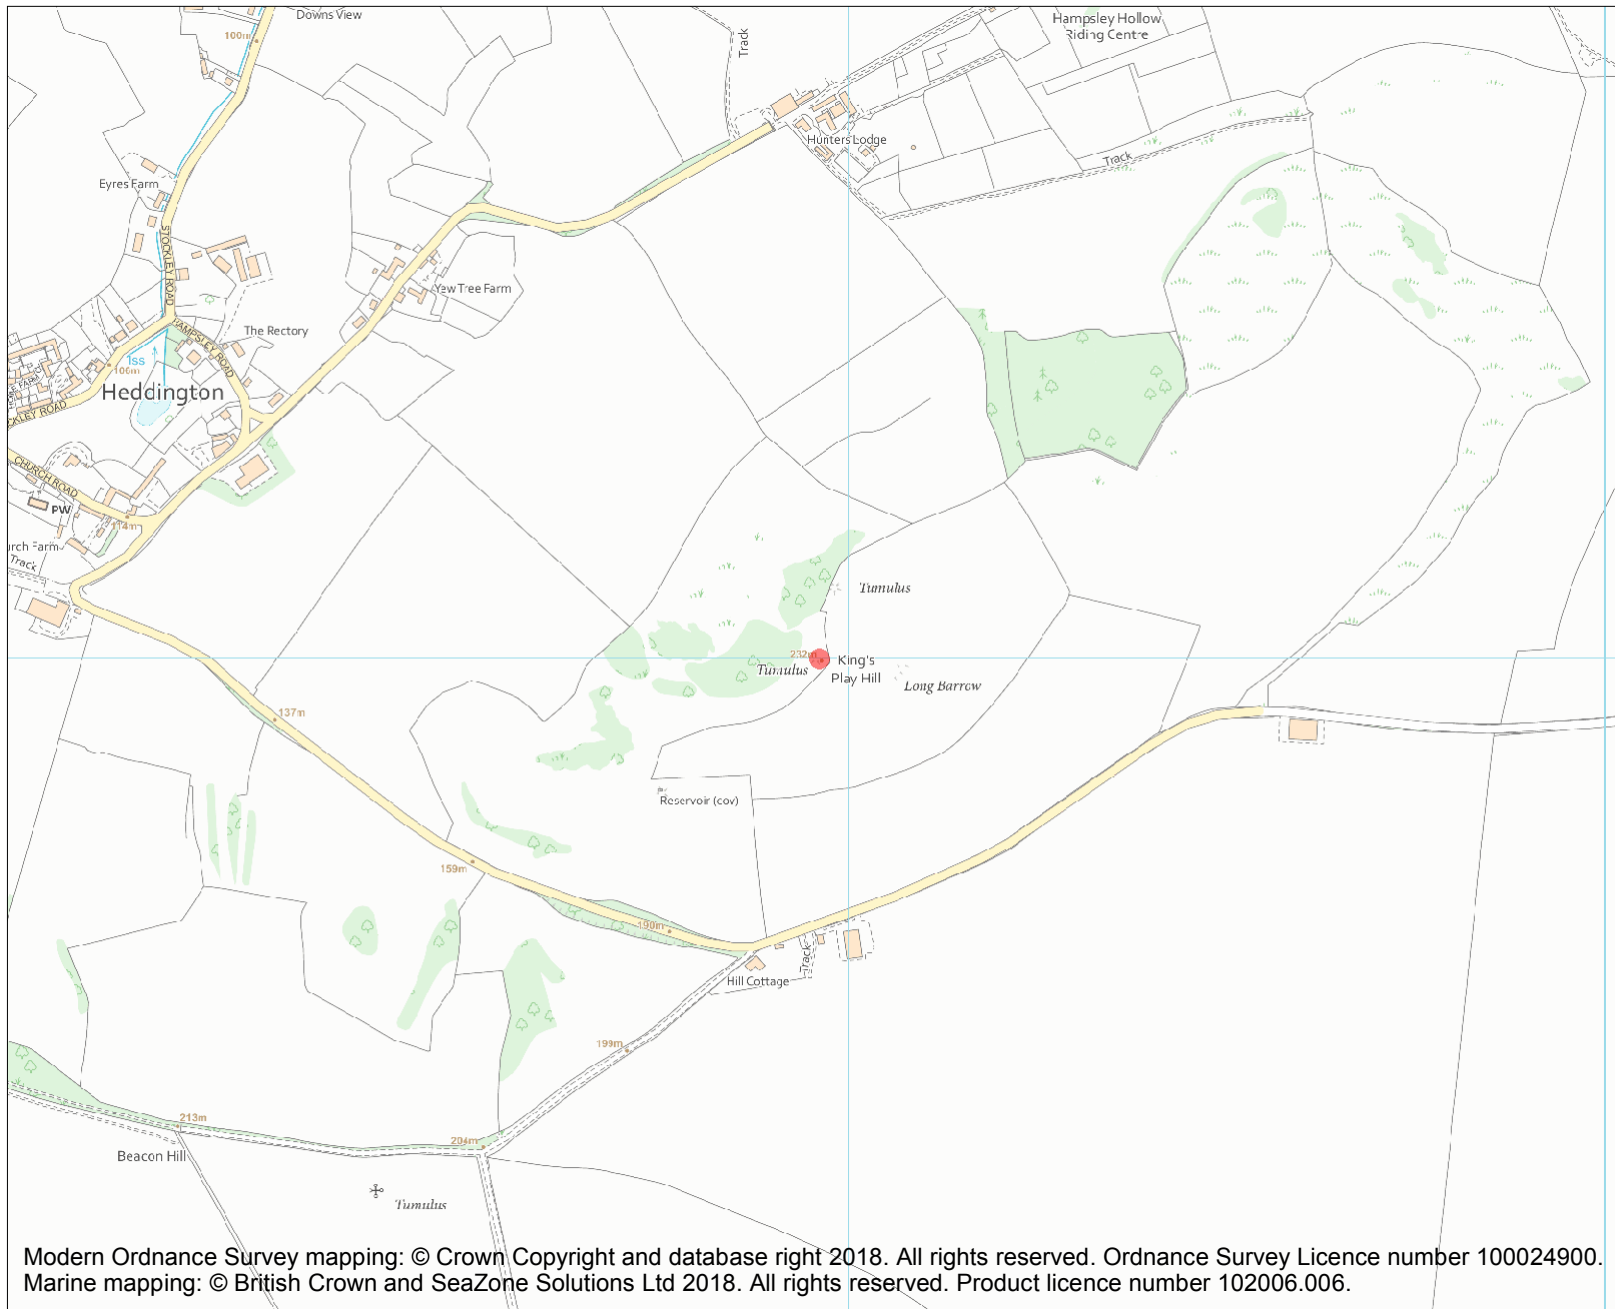 Downs View
100m
Track
Hampsley Hollow
Riding Centre
Hunters Lodge
Track
Eyres Farm
STOCKLEY ROAD
Yew Tree Farm
HAMPSLEY ROAD
The Rectory
Iss
106m
Heddington
CKLEY ROAD
CHURCH ROAD
PW
114m
urch Farm
Track
Tumulus
232m
King's
Play Hill
Tumulus
Long Barrow
137m
Reservoir (cov)
159m
190m
Track
Hill Cottage
199m
213m
204m
Beacon Hill
Tumulus
Modern Ordnance Survey mapping: © Crown Copyright and database right 2018. All rights reserved. Ordnance Survey Licence number 100024900.
Marine mapping: © British Crown and SeaZone Solutions Ltd 2018. All rights reserved. Product licence number 102006.006.